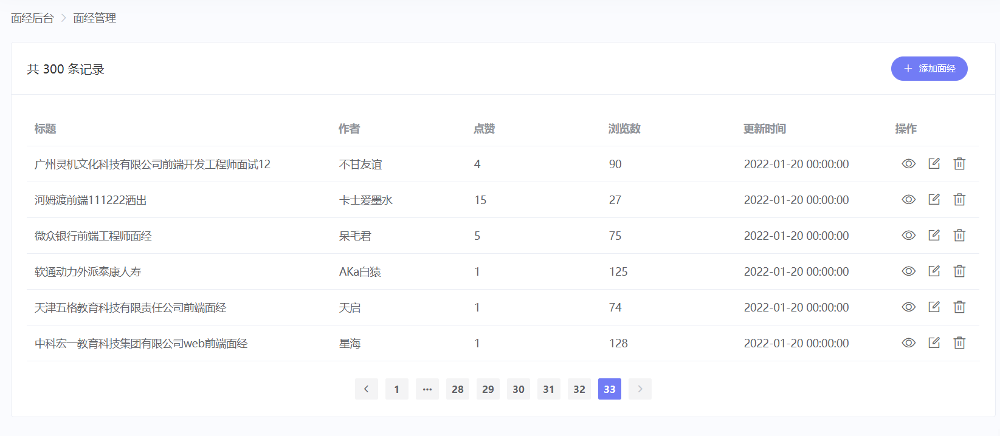 面经后台 > 面经管理
共 300 条记录
+ 添加面经
标题 作者 点赞 浏览数 更新时间 操作
广州灵机文化科技有限公司前端开发工程师面试12 不甘友谊 4 90 2022-01-20 00:00:00
河姆渡前端111222洒出 卡士爱墨水 15 27 2022-01-20 00:00:00
微众银行前端工程师面经 呆毛君 5 75 2022-01-20 00:00:00
软通动力外派泰康人寿 AKa白猿 1 125 2022-01-20 00:00:00
天津五格教育科技有限责任公司前端面经 天启 1 74 2022-01-20 00:00:00
中科宏一教育科技集团有限公司web前端面经 星海 1 128 2022-01-20 00:00:00
< 1 ··· 28 29 30 31 32 33 >